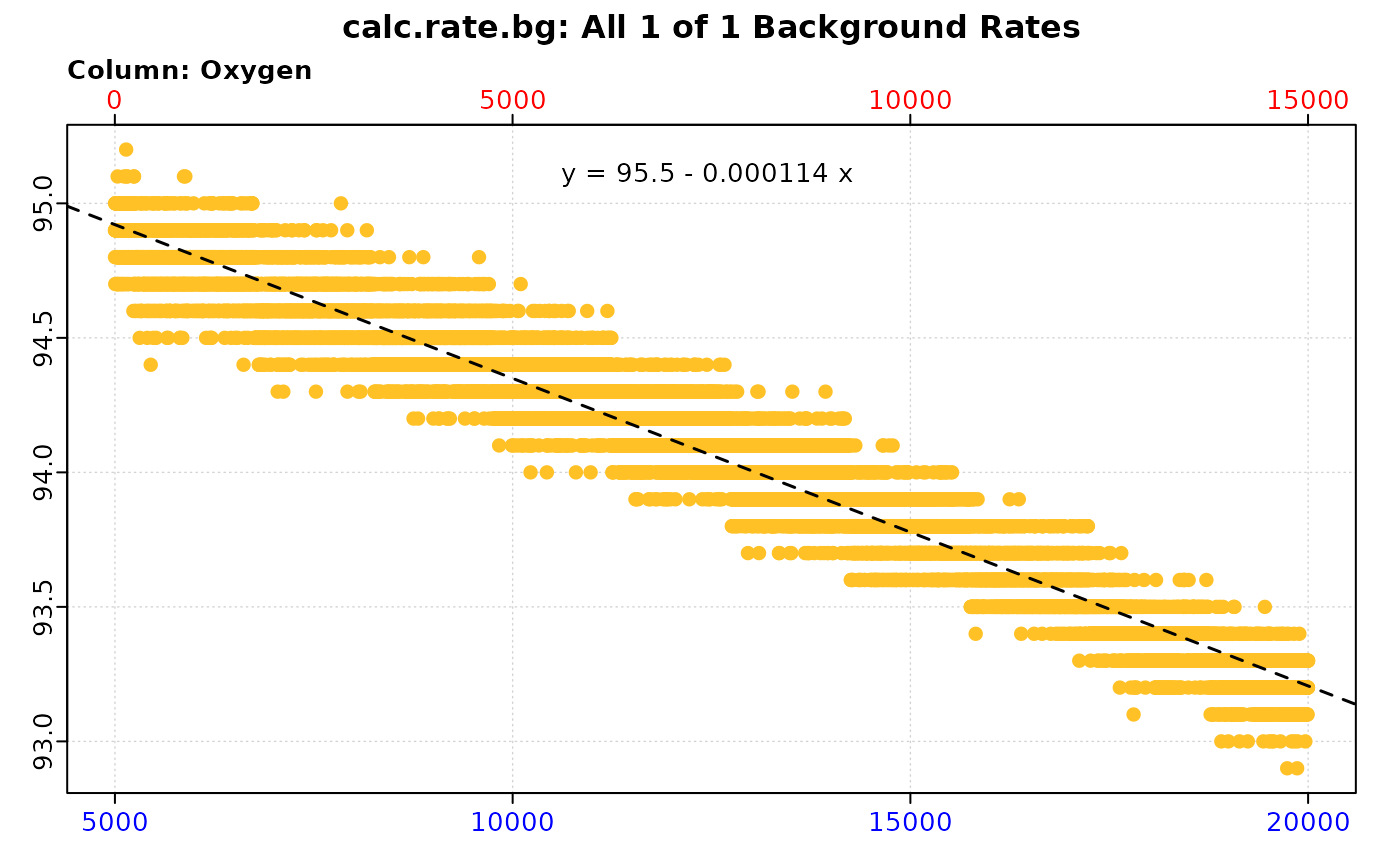 calc.rate.bg: All 1 of 1 Background Rates
Column: Oxygen
0 5000 10000 15000
y = 95.5 - 0.000114 x
95.0
94.5
94.0
93.5
93.0
5000 10000 15000 20000